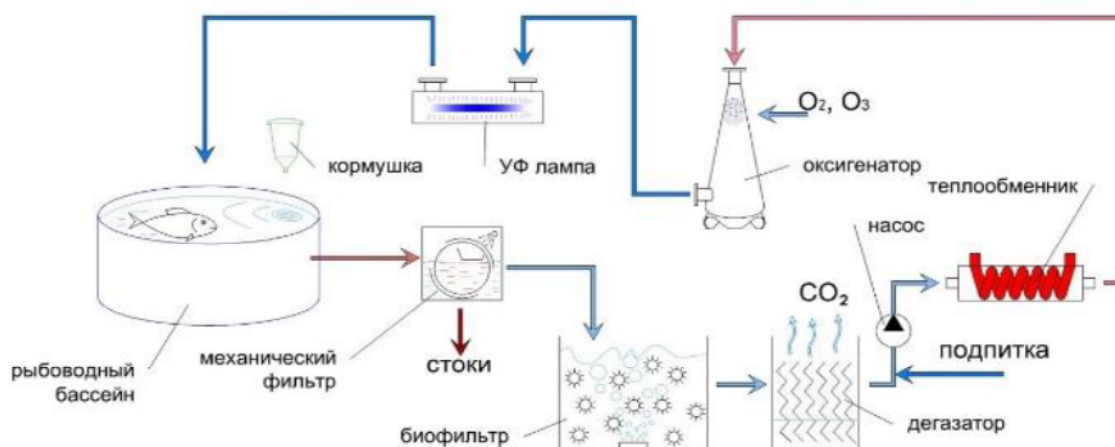 O₂, O₃
кормушка
УФ лампа
оксигенатор
теплообменник
насос
CO₂
рыбоводный
бассейн
механический
фильтр
стоки
подпитка
биофильтр
дегазатор